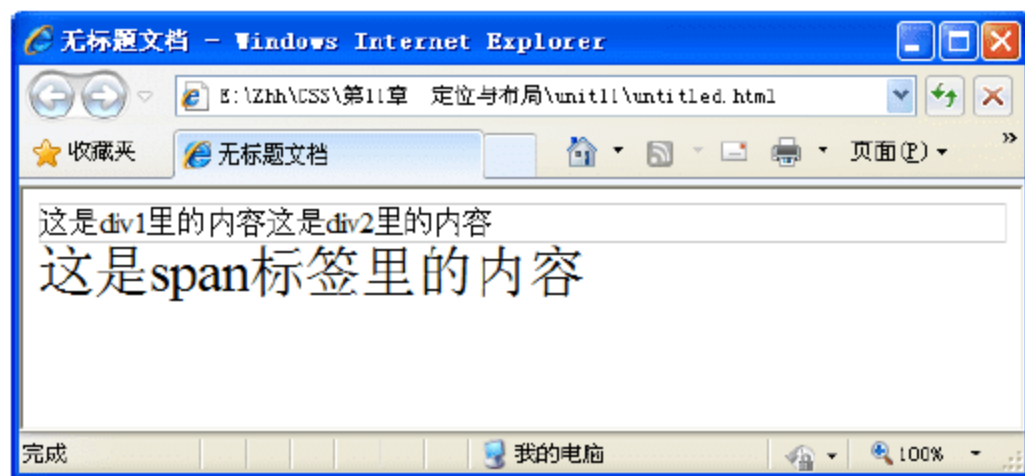 无标题文档 - Windows Internet Explorer
E:\Zhh\CSS\第11章 定位与布局\unit11\untitled.html
收藏夹 无标题文档 页面(P) »
这是div1里的内容这是div2里的内容
这是span标签里的内容
完成 我的电脑 100%